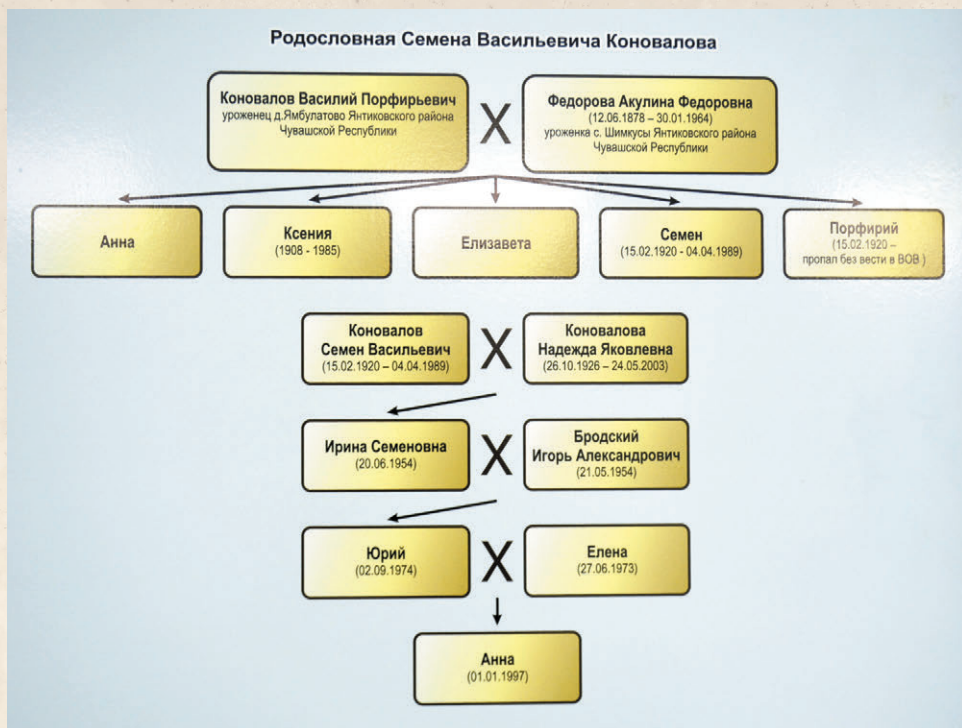 Родословная Семена Васильевича Коновалова
Коновалов Василий Порфирьевич
уроженец д.Ямбулатово Янтиковского района
Чувашской Республики
X
Федорова Акулина Федоровна
(12.06.1878 – 30.01.1964)
уроженка с. Шимкусы Янтиковского района
Чувашской Республики
Анна
Ксения
(1908 - 1985)
Елизавета
Семен
(15.02.1920 - 04.04.1989)
Порфирий
(15.02.1920 –
пропал без вести в ВОВ )
Коновалов
Семен Васильевич
(15.02.1920 – 04.04.1989)
X
Коновалова
Надежда Яковлевна
(26.10.1926 – 24.05.2003)
Ирина Семеновна
(20.06.1954)
X
Бродский
Игорь Александрович
(21.05.1954)
Юрий
(02.09.1974)
X
Елена
(27.06.1973)
Анна
(01.01.1997)